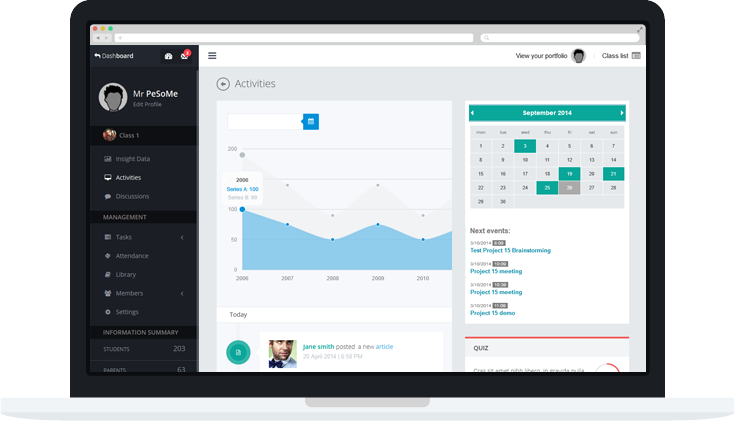 Dashboard
3
Mr PeSoMe
Edit Profile
Class 1
Insight Data
Activities
Discussions
MANAGEMENT
Tasks
Attendance
Library
Members
Settings
INFORMATION SUMMARY
STUDENTS 203
PARENTS 63
View your portfolio
Class list
Activities
200
100
50
0
2006
Series A: 100
Series B: 90
2006 2007 2008 2009 2010
Today
Jane smith posted a new article
20 April 2014 | 6:58 PM
September 2014
mon tue wed thu fri sat sun
1 2 3 4 5 6 7
8 9 10 11 12 13 14
15 16 17 18 19 20 21
22 23 24 25 26 27 28
29 30
Next events:
3/10/2014 5:00
Test Project 15 Brainstorming
3/10/2014 10:00
Project 15 meeting
3/10/2014 10:30
Project 15 meeting
3/10/2014 11:00
Project 15 demo
QUIZ
Cras sit amet nibh libero, in gravida nulla